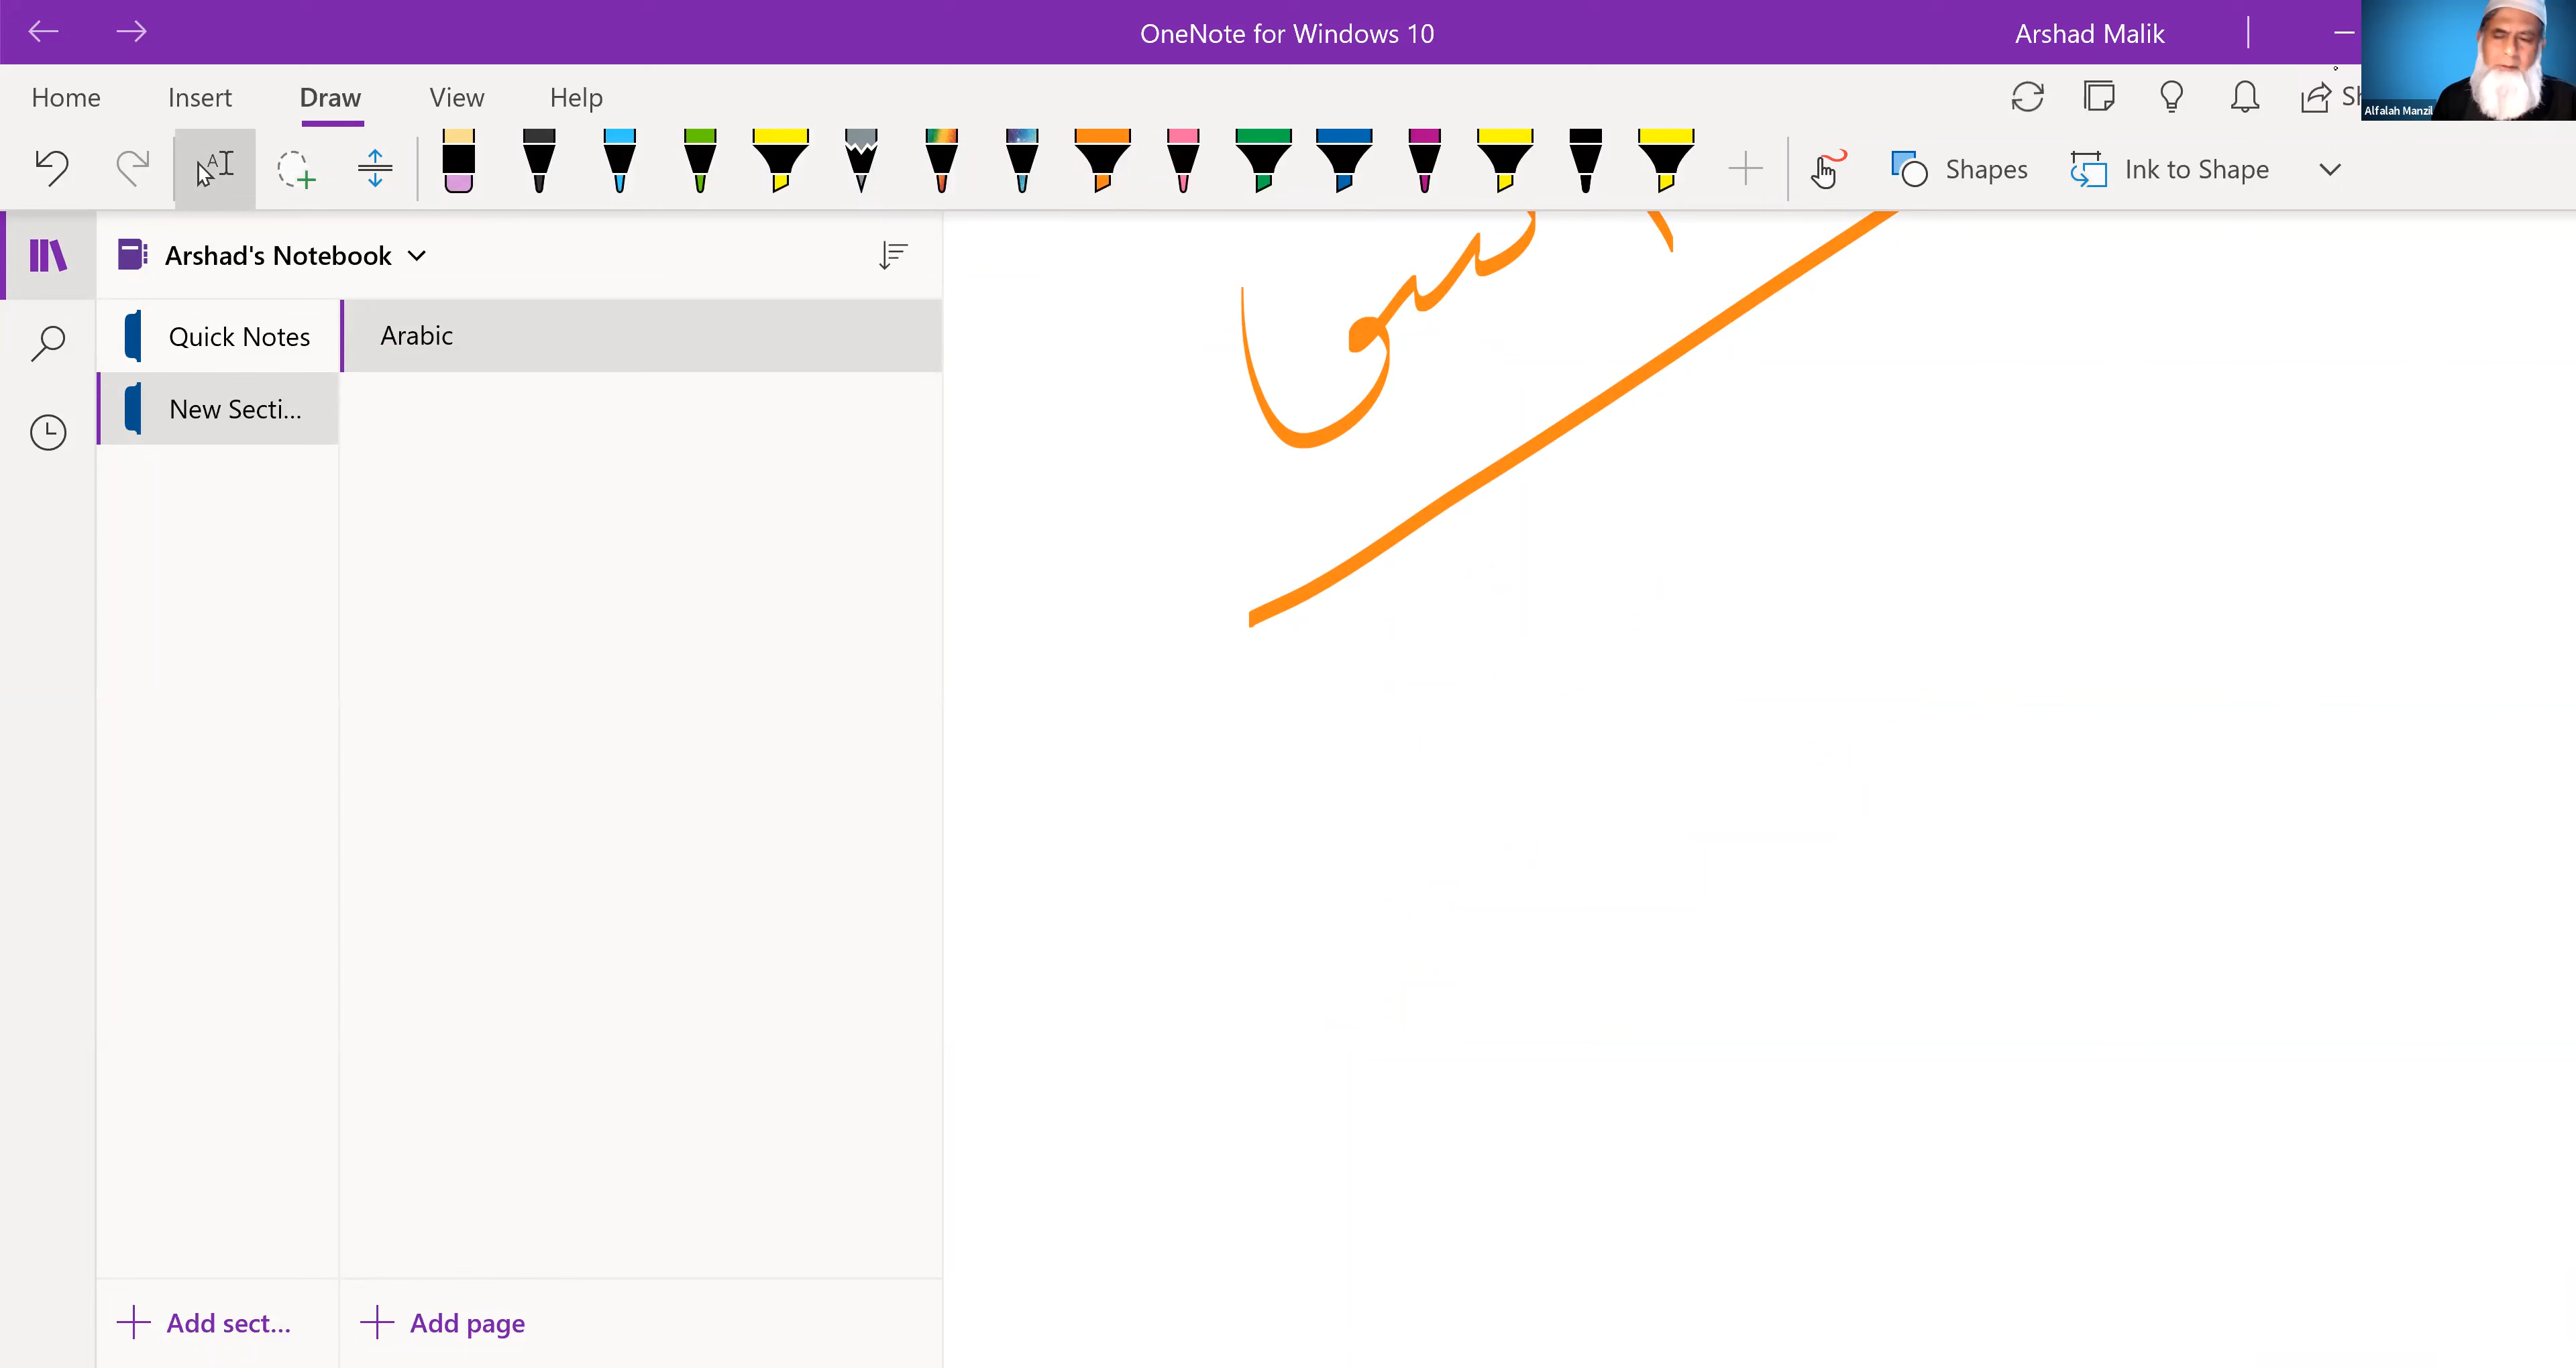 OneNote for Windows 10
Arshad Malik
Home Insert Draw View Help
Alfalah Manzil
Shapes Ink to Shape
Arshad's Notebook
Quick Notes
Arabic
New Secti...
Add sect...
Add page